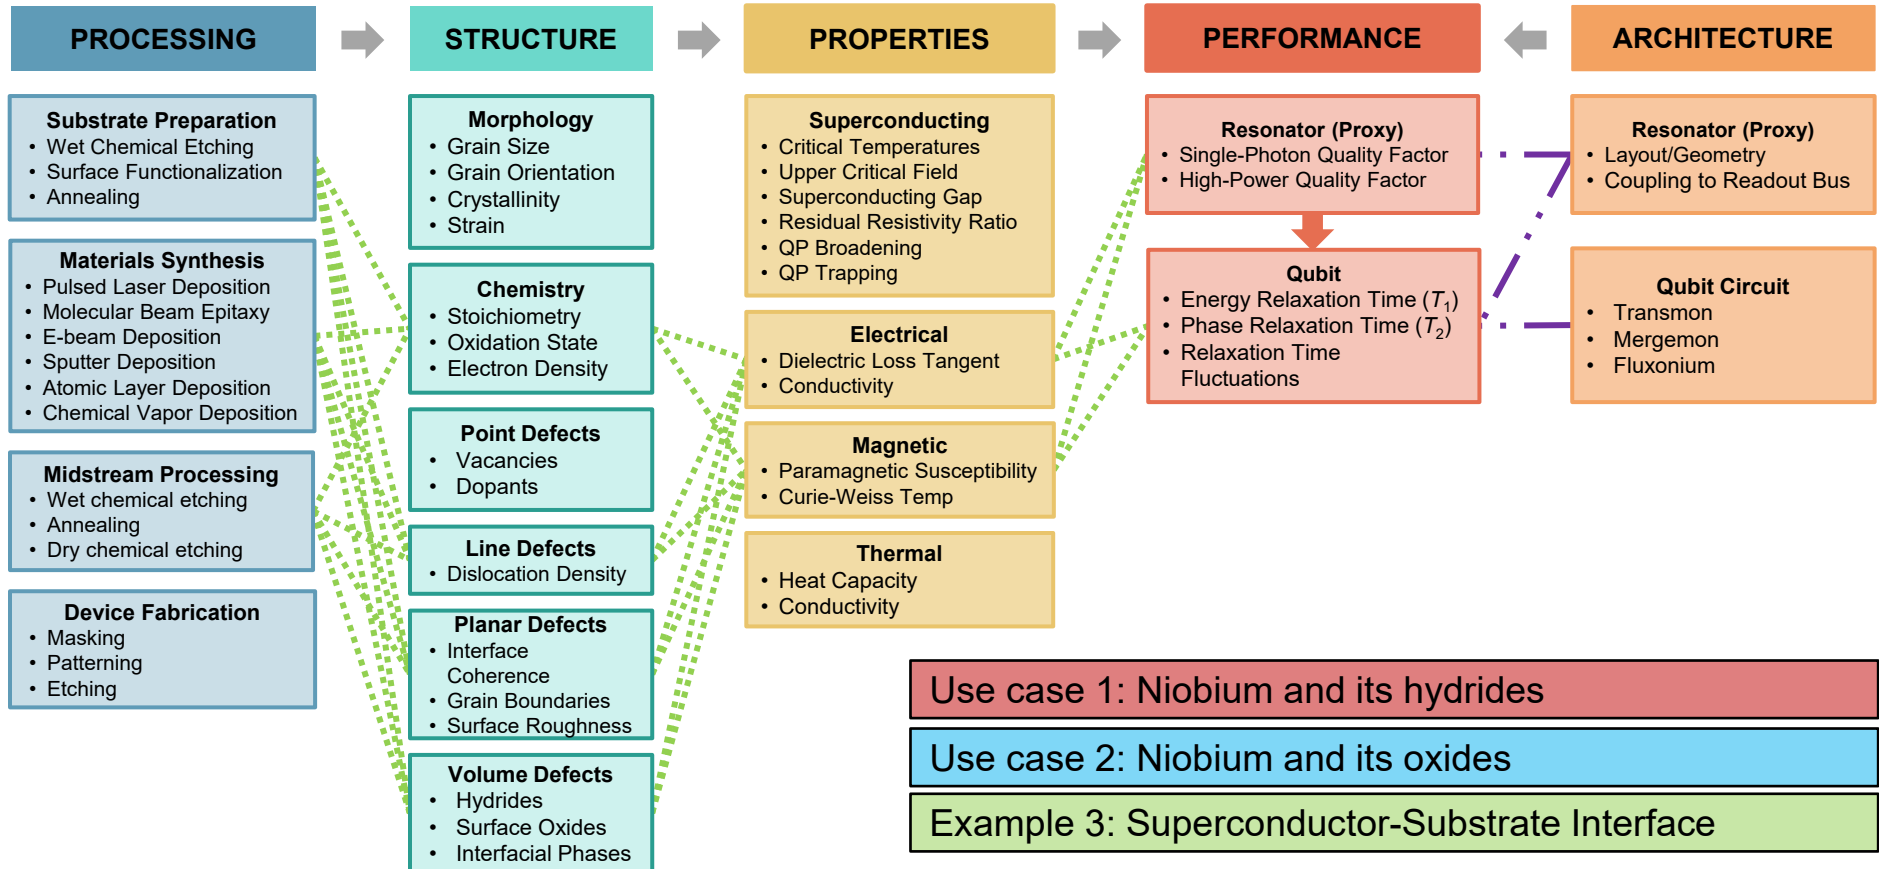 PROCESSING
STRUCTURE
PROPERTIES
PERFORMANCE
ARCHITECTURE
Substrate Preparation
• Wet Chemical Etching
• Surface Functionalization
• Annealing
Materials Synthesis
• Pulsed Laser Deposition
• Molecular Beam Epitaxy
• E-beam Deposition
• Sputter Deposition
• Atomic Layer Deposition
• Chemical Vapor Deposition
Midstream Processing
• Wet chemical etching
• Annealing
• Dry chemical etching
Device Fabrication
• Masking
• Patterning
• Etching
Morphology
• Grain Size
• Grain Orientation
• Crystallinity
• Strain
Chemistry
• Stoichiometry
• Oxidation State
• Electron Density
Point Defects
• Vacancies
• Dopants
Line Defects
• Dislocation Density
Planar Defects
• Interface
Coherence
• Grain Boundaries
• Surface Roughness
Volume Defects
• Hydrides
• Surface Oxides
• Interfacial Phases
Superconducting
• Critical Temperatures
• Upper Critical Field
• Superconducting Gap
• Residual Resistivity Ratio
• QP Broadening
• QP Trapping
Electrical
• Dielectric Loss Tangent
• Conductivity
Magnetic
• Paramagnetic Susceptibility
• Curie-Weiss Temp
Thermal
• Heat Capacity
• Conductivity
Resonator (Proxy)
• Single-Photon Quality Factor
• High-Power Quality Factor
Qubit
• Energy Relaxation Time (T1)
• Phase Relaxation Time (T2)
• Relaxation Time
Fluctuations
Resonator (Proxy)
• Layout/Geometry
• Coupling to Readout Bus
Qubit Circuit
• Transmon
• Mergemon
• Fluxonium
Use case 1: Niobium and its hydrides
Use case 2: Niobium and its oxides
Example 3: Superconductor-Substrate Interface